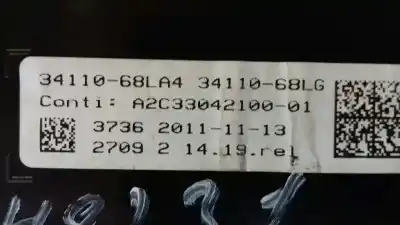 34110-68LA4 34110-68LG
Conti: A2C33042100-01
3736 2011-11-13
2709 2 14.19.rel